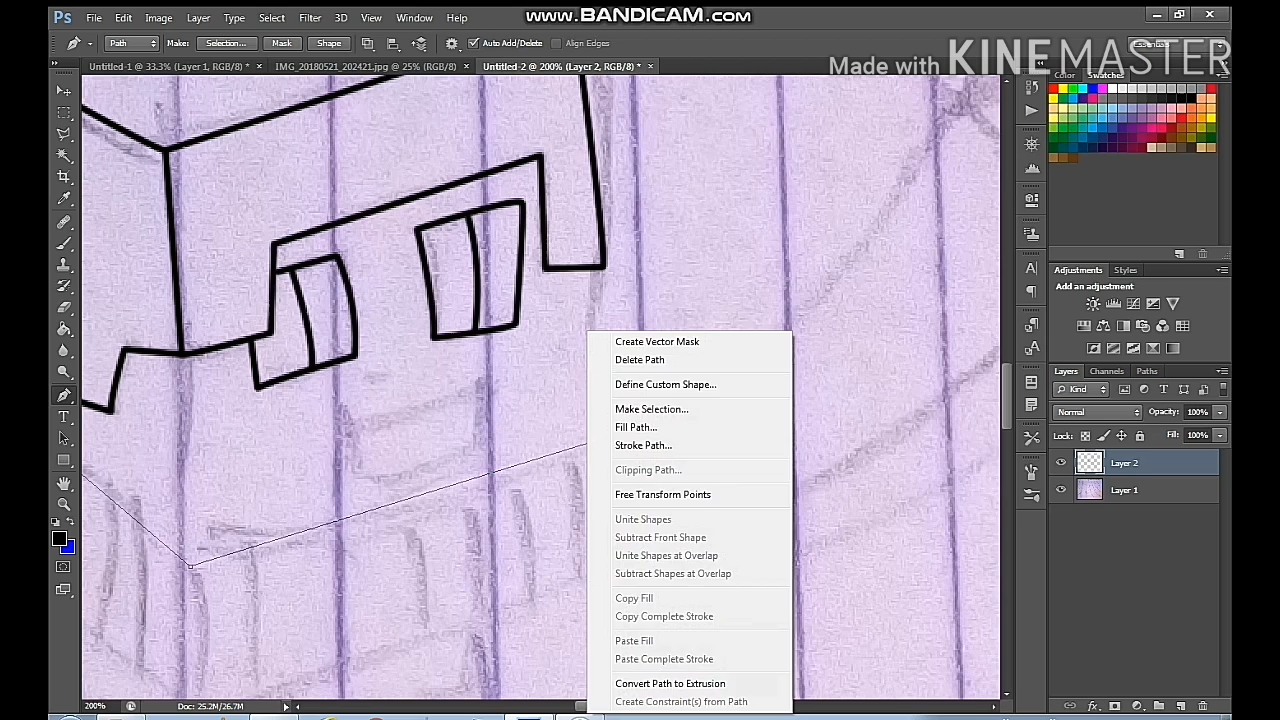 www.BANDICAM.com
Ps File Edit Image Layer Type Select Filter 3D View Window Help
Path Make: Selection... Mask Shape Auto Add/Delete Align Edges Essentials
Made with KINEMASTER
Untitled-1 @ 33.3% (Layer 1, RGB/8) * × IMG_20180521_202421.jpg @ 25% (RGB/8) × Untitled-2 @ 200% (Layer 2, RGB/8) * ×
Color Swatches
Adjustments Styles
Add an adjustment
Create Vector Mask
Delete Path
Define Custom Shape...
Make Selection...
Fill Path...
Stroke Path...
Clipping Path...
Free Transform Points
Unite Shapes
Subtract Front Shape
Unite Shapes at Overlap
Subtract Shapes at Overlap
Copy Fill
Copy Complete Stroke
Paste Fill
Paste Complete Stroke
Convert Path to Extrusion
Create Constraint(s) from Path
Layers Channels Paths
Kind
Normal Opacity: 100%
Lock: Fill: 100%
Layer 2
Layer 1
200% Doc: 25.2M/26.7M